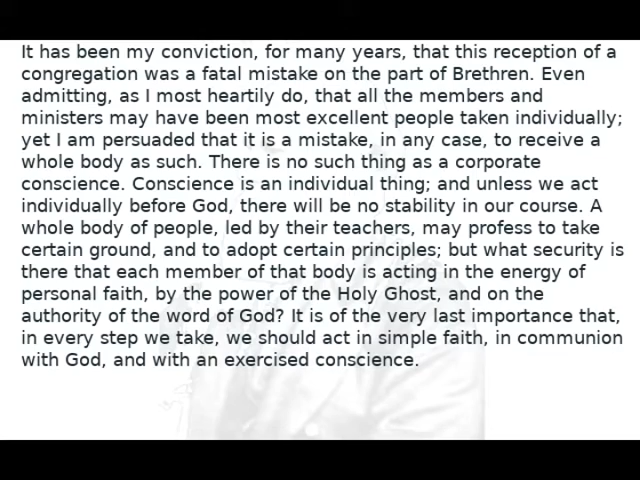 It has been my conviction, for many years, that this reception of a
congregation was a fatal mistake on the part of Brethren. Even
admitting, as I most heartily do, that all the members and
ministers may have been most excellent people taken individually;
yet I am persuaded that it is a mistake, in any case, to receive a
whole body as such. There is no such thing as a corporate
conscience. Conscience is an individual thing; and unless we act
individually before God, there will be no stability in our course. A
whole body of people, led by their teachers, may profess to take
certain ground, and to adopt certain principles; but what security is
there that each member of that body is acting in the energy of
personal faith, by the power of the Holy Ghost, and on the
authority of the word of God? It is of the very last importance that,
in every step we take, we should act in simple faith, in communion
with God, and with an exercised conscience.